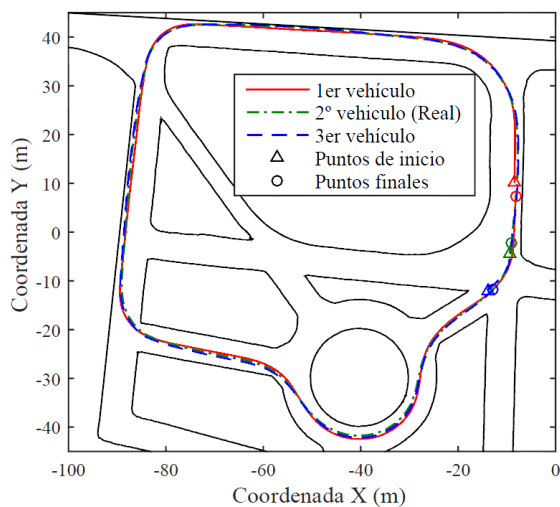 40
30
20
10
0
-10
-20
-30
-40
Coordenada Y (m)
1er vehículo
2º vehiculo (Real)
3er vehículo
Puntos de inicio
Puntos finales
-100
-80
-60
-40
-20
0
Coordenada X (m)